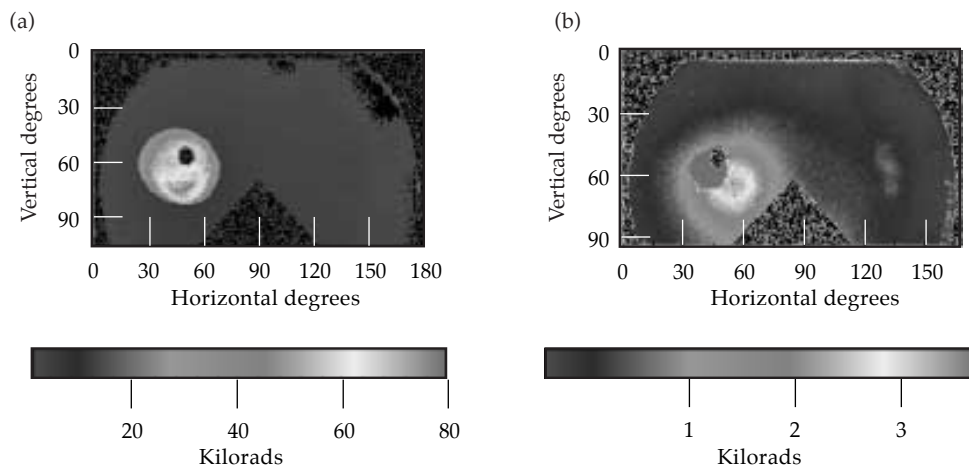 (a)
0
30
60
90
Vertical degrees
0 30 60 90 120 150 180
Horizontal degrees
20 40 60 80
Kilorads
(b)
0
30
60
90
Vertical degrees
0 30 60 90 120 150
Horizontal degrees
1 2 3
Kilorads